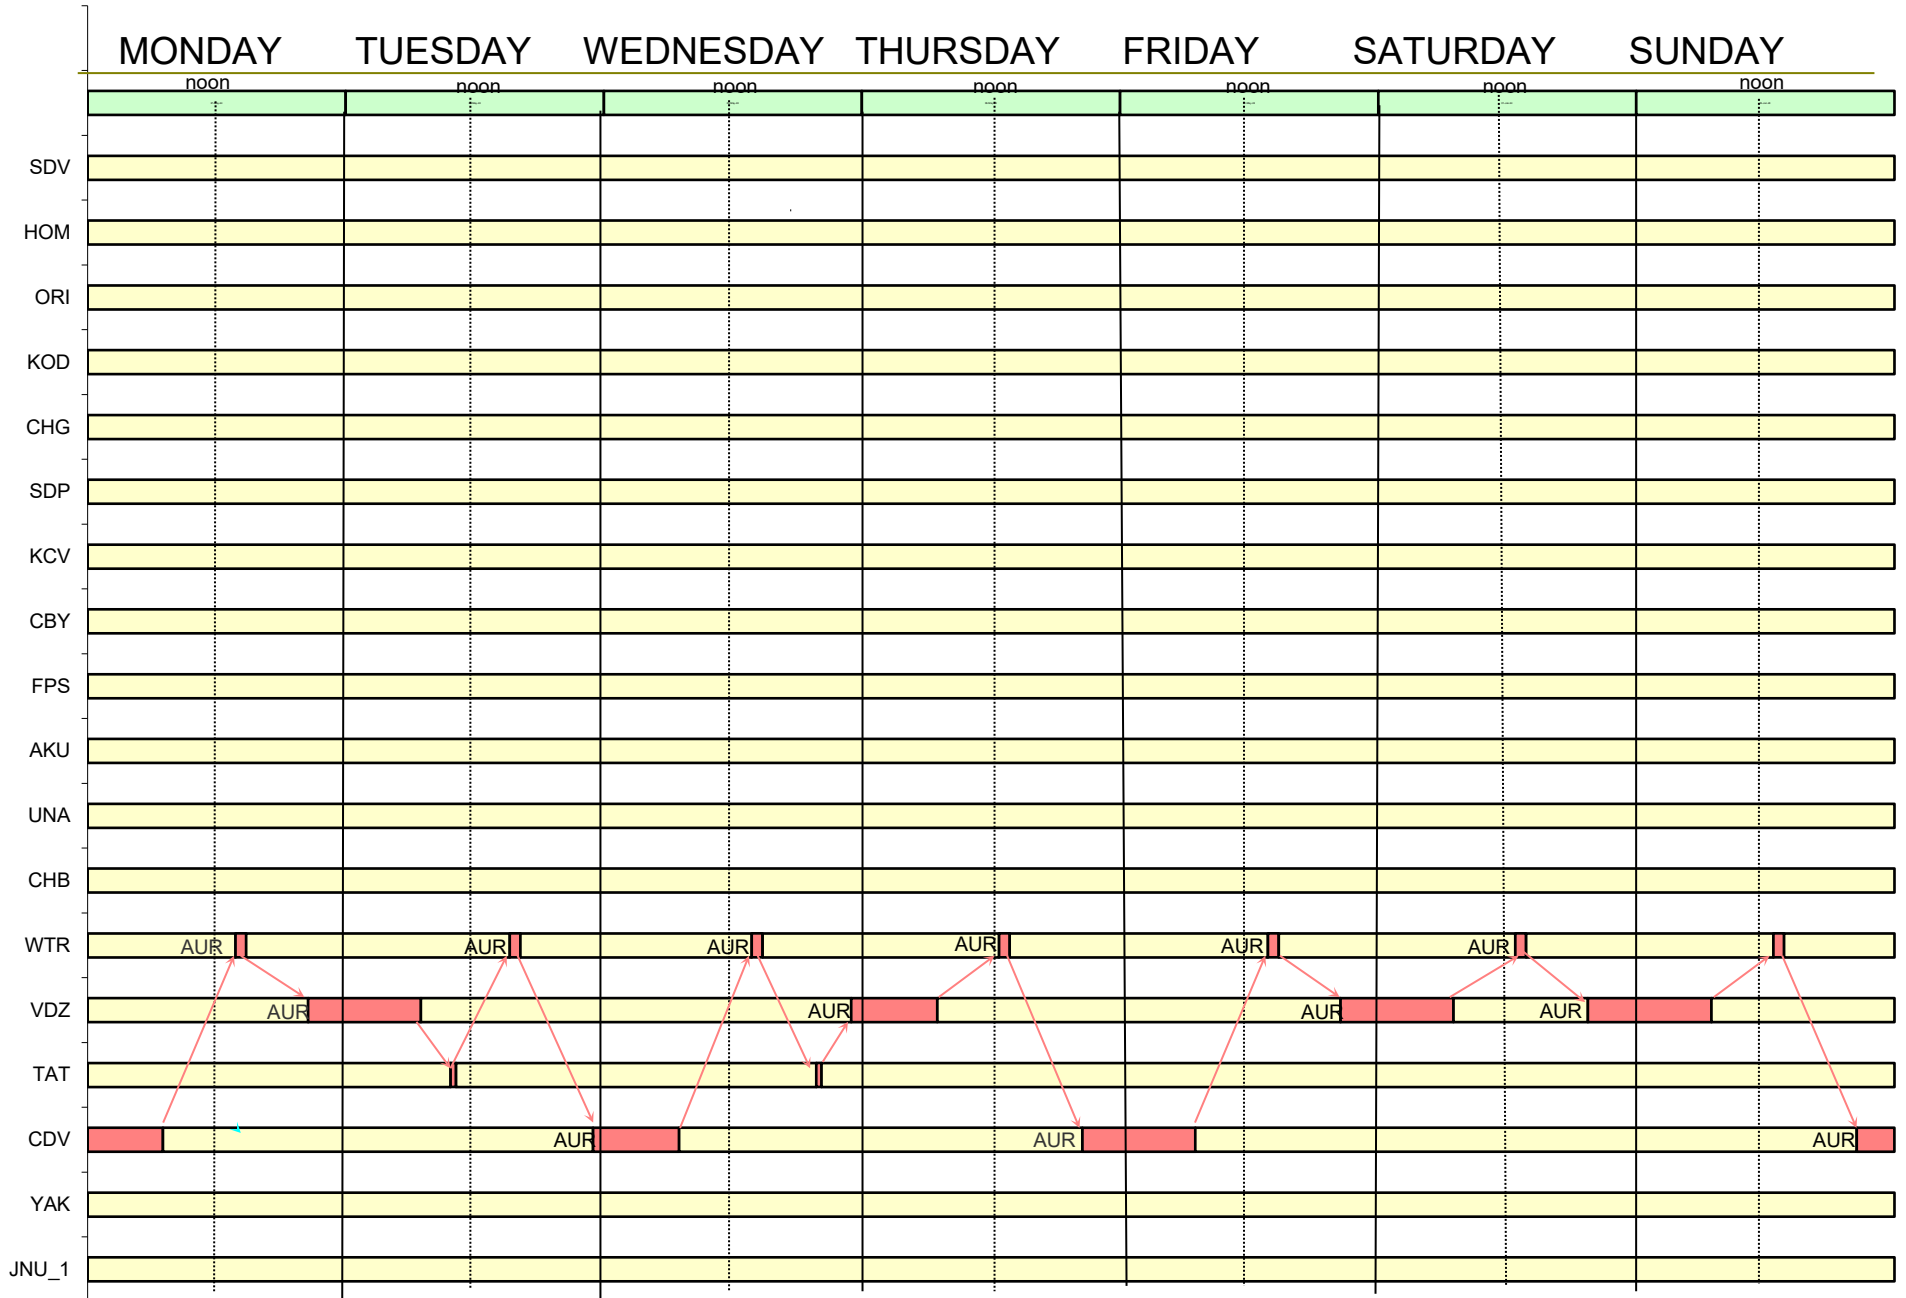 MONDAY TUESDAY WEDNESDAY THURSDAY FRIDAY SATURDAY SUNDAY
noon noon noon noon noon noon noon
SDV
HOM
ORI
KOD
CHG
SDP
KCV
CBY
FPS
AKU
UNA
CHB
WTR AUR AUR AUR AUR AUR AUR
VDZ AUR AUR AUR AUR
TAT
CDV AUR AUR AUR
YAK
JNU_1